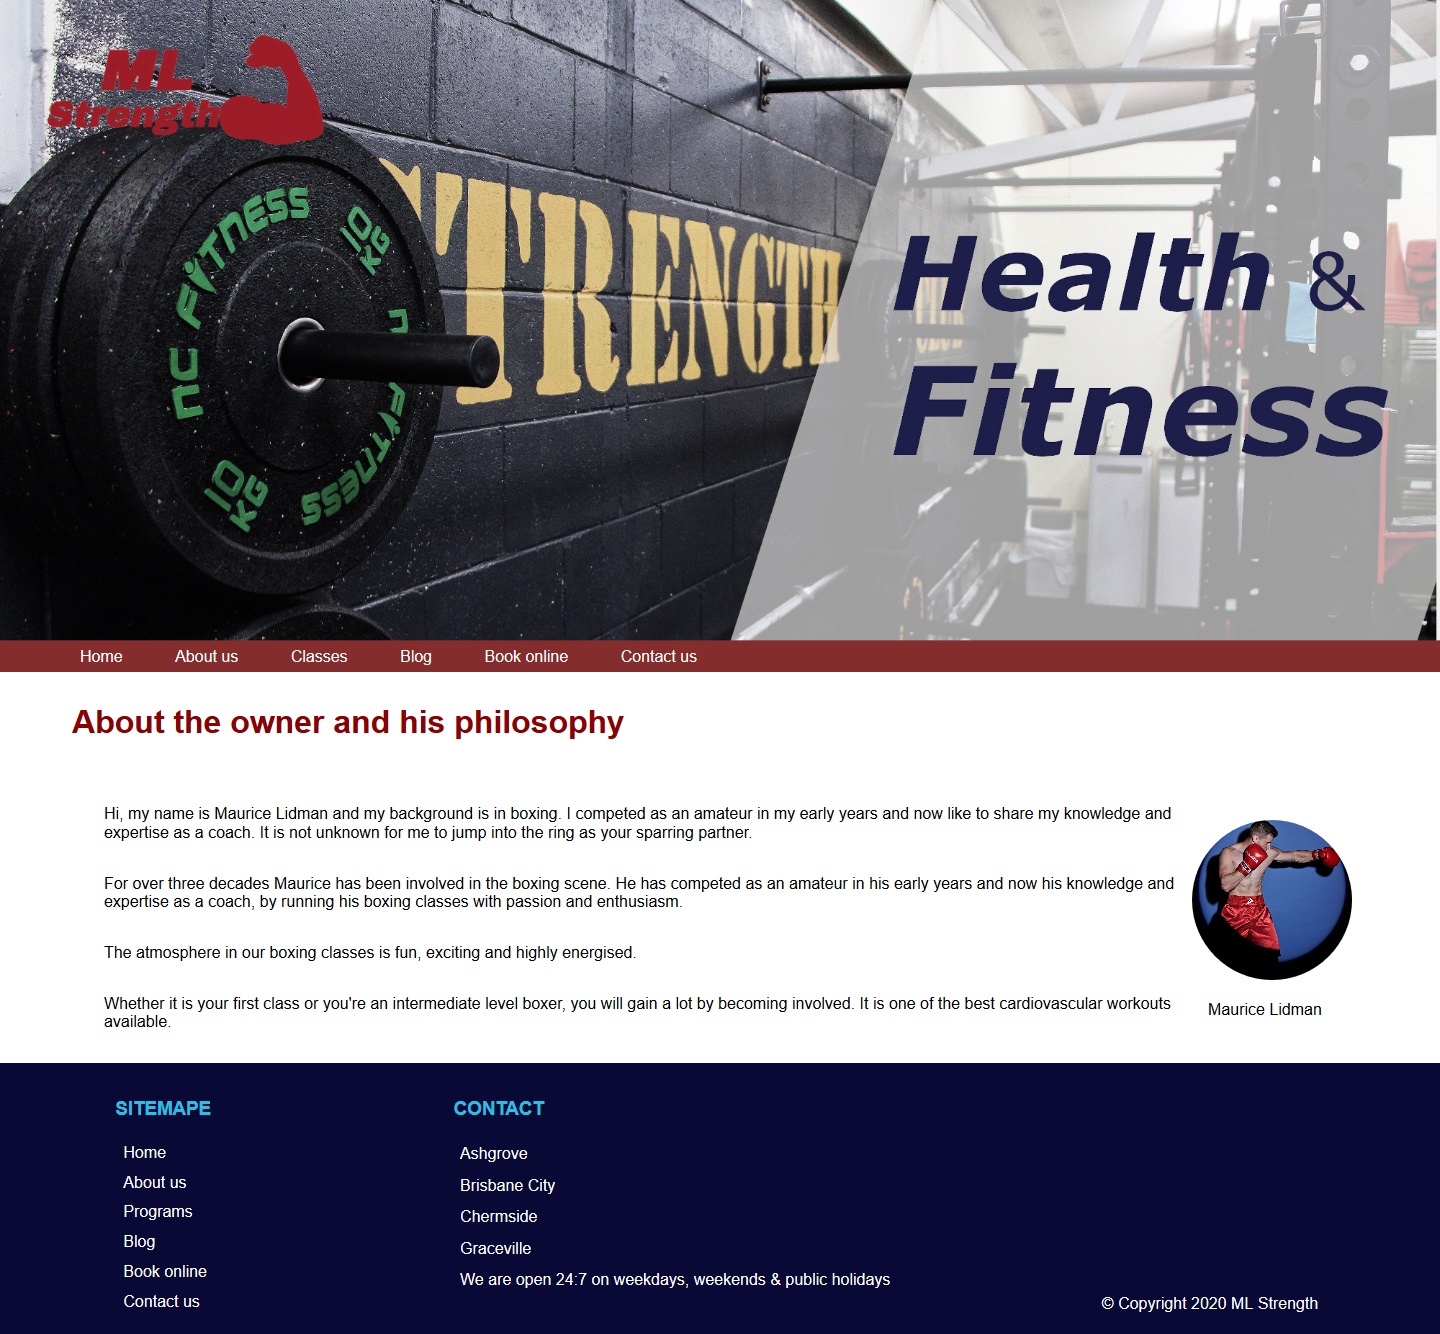 ML
Strength
NC FITNESS
10
KG
NC FITNESS
10
KG
STRENGTH
CLUB
Health &
Fitness
Home About us Classes Blog Book online Contact us
About the owner and his philosophy
Hi, my name is Maurice Lidman and my background is in boxing. I competed as an amateur in my early years and now like to share my knowledge and
expertise as a coach. It is not unknown for me to jump into the ring as your sparring partner.
For over three decades Maurice has been involved in the boxing scene. He has competed as an amateur in his early years and now his knowledge and
expertise as a coach, by running his boxing classes with passion and enthusiasm.
The atmosphere in our boxing classes is fun, exciting and highly energised.
Whether it is your first class or you're an intermediate level boxer, you will gain a lot by becoming involved. It is one of the best cardiovascular workouts
available.
Maurice Lidman
SITEMAPE
Home
About us
Programs
Blog
Book online
Contact us
CONTACT
Ashgrove
Brisbane City
Chermside
Graceville
We are open 24:7 on weekdays, weekends & public holidays
© Copyright 2020 ML Strength